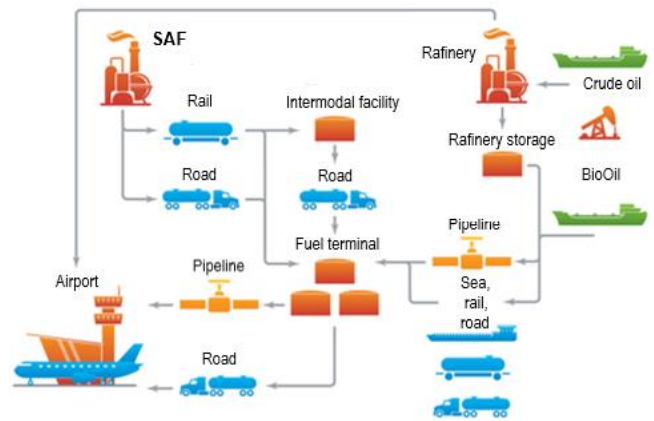 SAF
Rafinery
Crude oil
Rail
Intermodal facility
Rafinery storage
Road
Road
BioOil
Fuel terminal
Pipeline
Airport
Pipeline
Sea,
rail,
road
Road